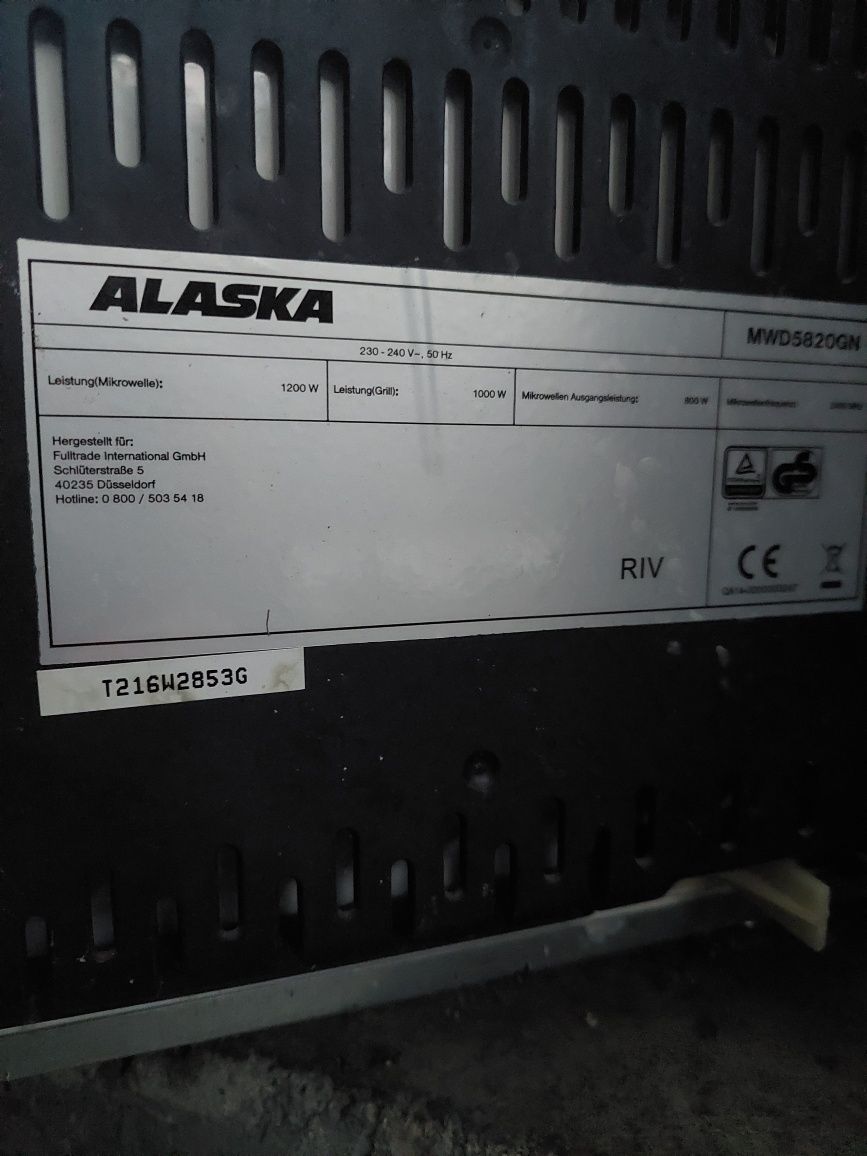 ALASKA
MWD5820GN
230 - 240 V~, 50 Hz
Leistung(Mikrowelle): 1200 W
Leistung(Grill): 1000 W
Mikrowellen Ausgangsleistung: 800 W
Mikrowellenfrequenz:
Hergestellt für:
Fulltrade International GmbH
Schlüterstraße 5
40235 Düsseldorf
Hotline: 0 800 / 503 54 18
RIV
CE
T216W2853G